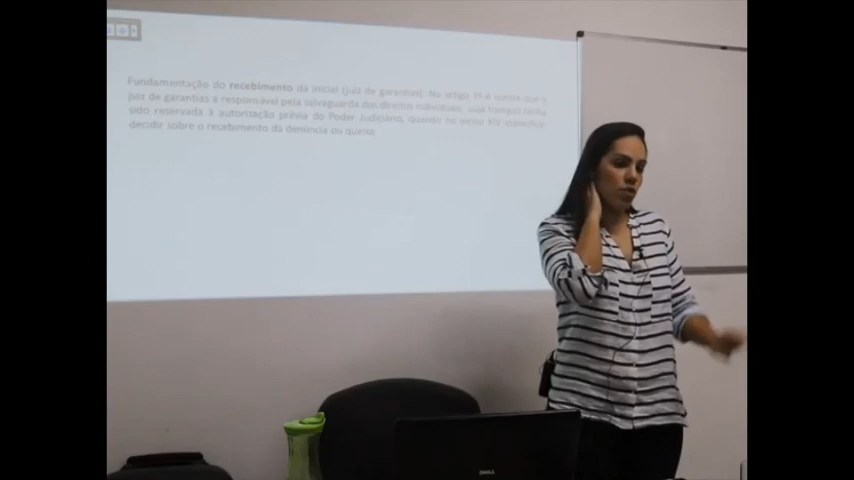 Fundamentação do recebimento da inicial (juiz de garantias). No artigo 3º-B consta que o
juiz de garantias é responsável pela salvaguarda dos direitos individuais, cuja franquia tenha
sido reservada à autorização prévia do Poder Judiciário, quando no inciso XIV especifica:
decidir sobre o recebimento da denúncia ou queixa.